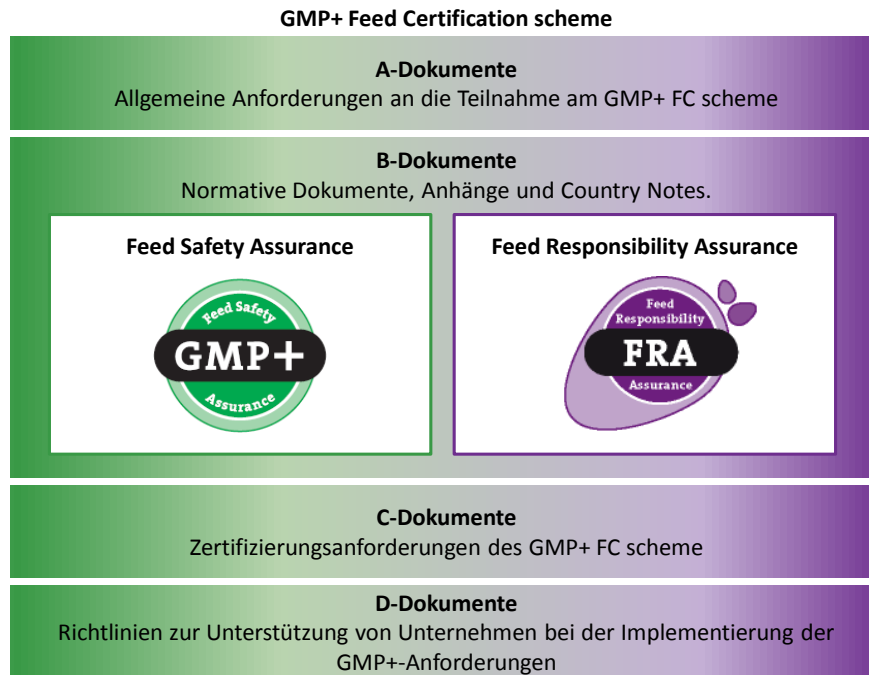 GMP+ Feed Certification scheme
A-Dokumente
Allgemeine Anforderungen an die Teilnahme am GMP+ FC scheme
B-Dokumente
Normative Dokumente, Anhänge und Country Notes.
Feed Safety Assurance
Feed Safety
GMP+
Assurance
Feed Responsibility Assurance
Feed
Responsibility
FRA
Assurance
C-Dokumente
Zertifizierungsanforderungen des GMP+ FC scheme
D-Dokumente
Richtlinien zur Unterstützung von Unternehmen bei der Implementierung der
GMP+-Anforderungen